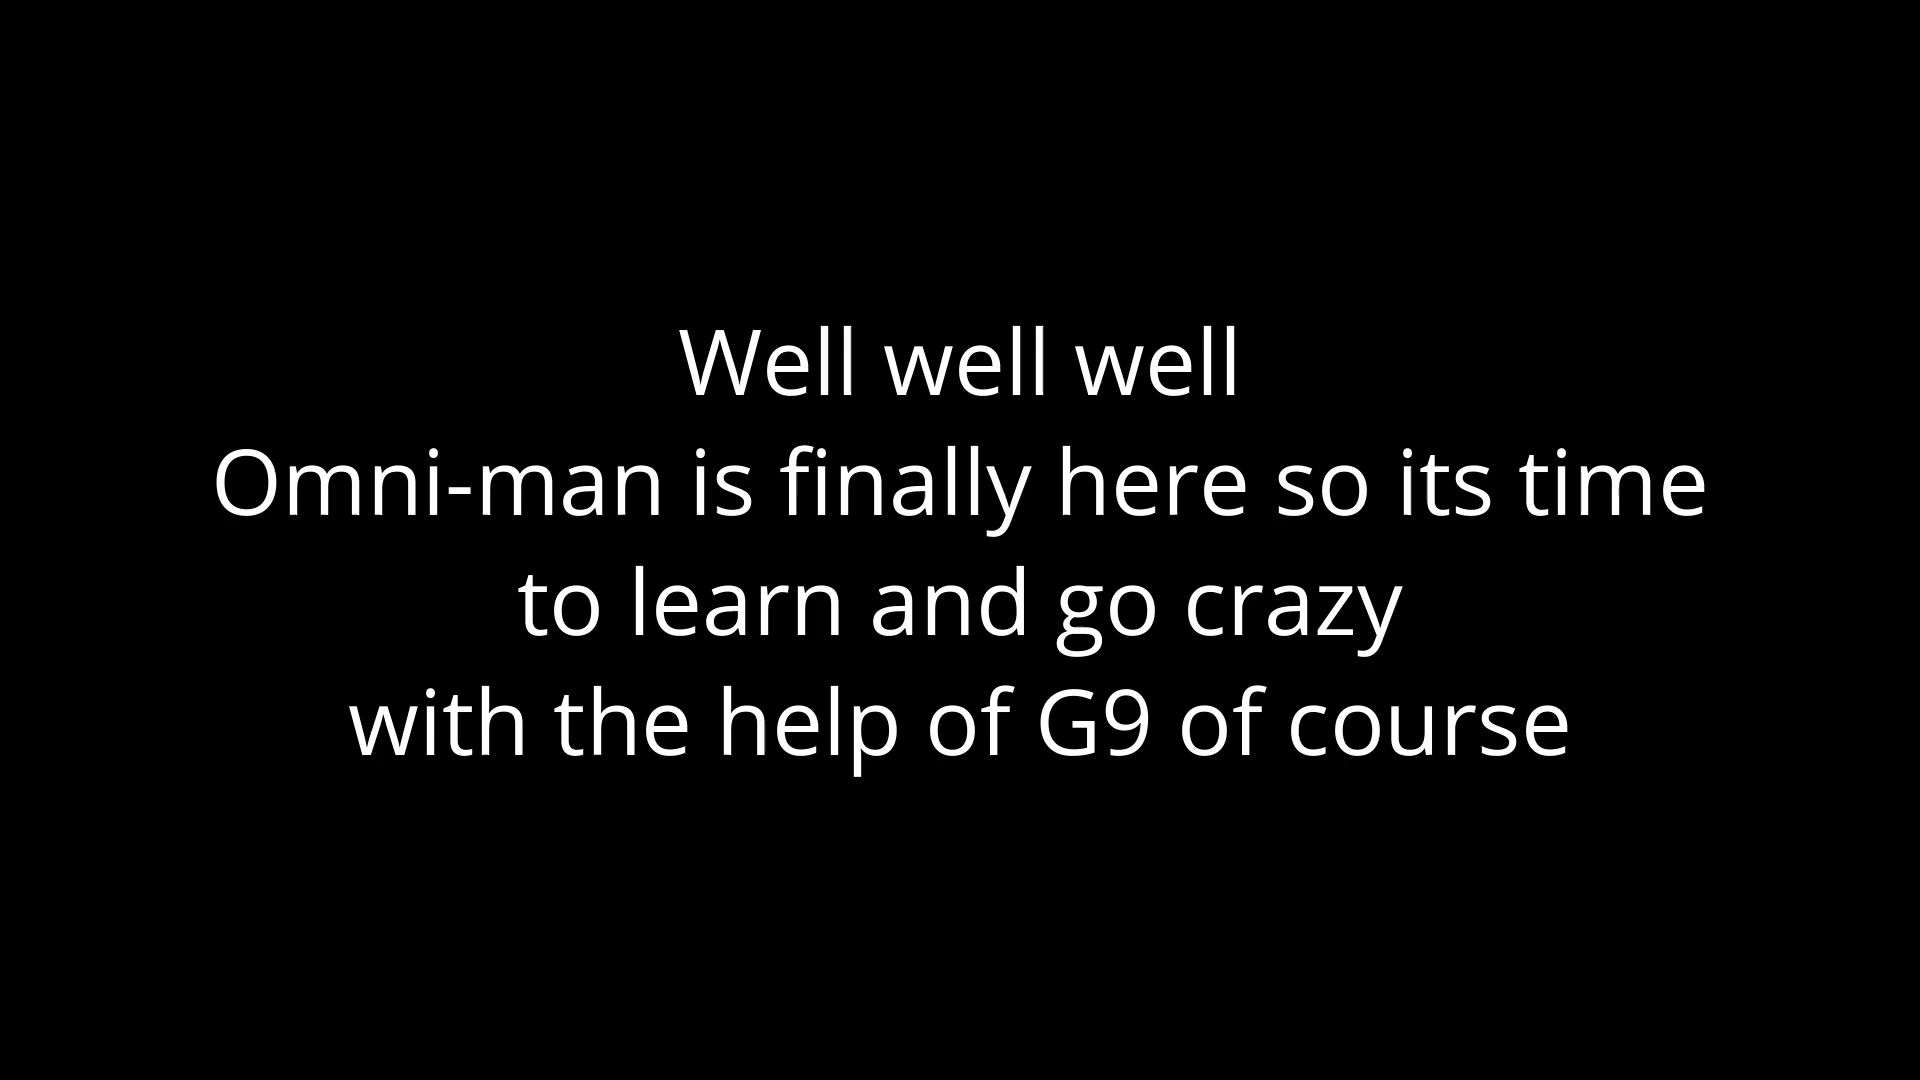 Well well well
Omni-man is finally here so its time
to learn and go crazy
with the help of G9 of course